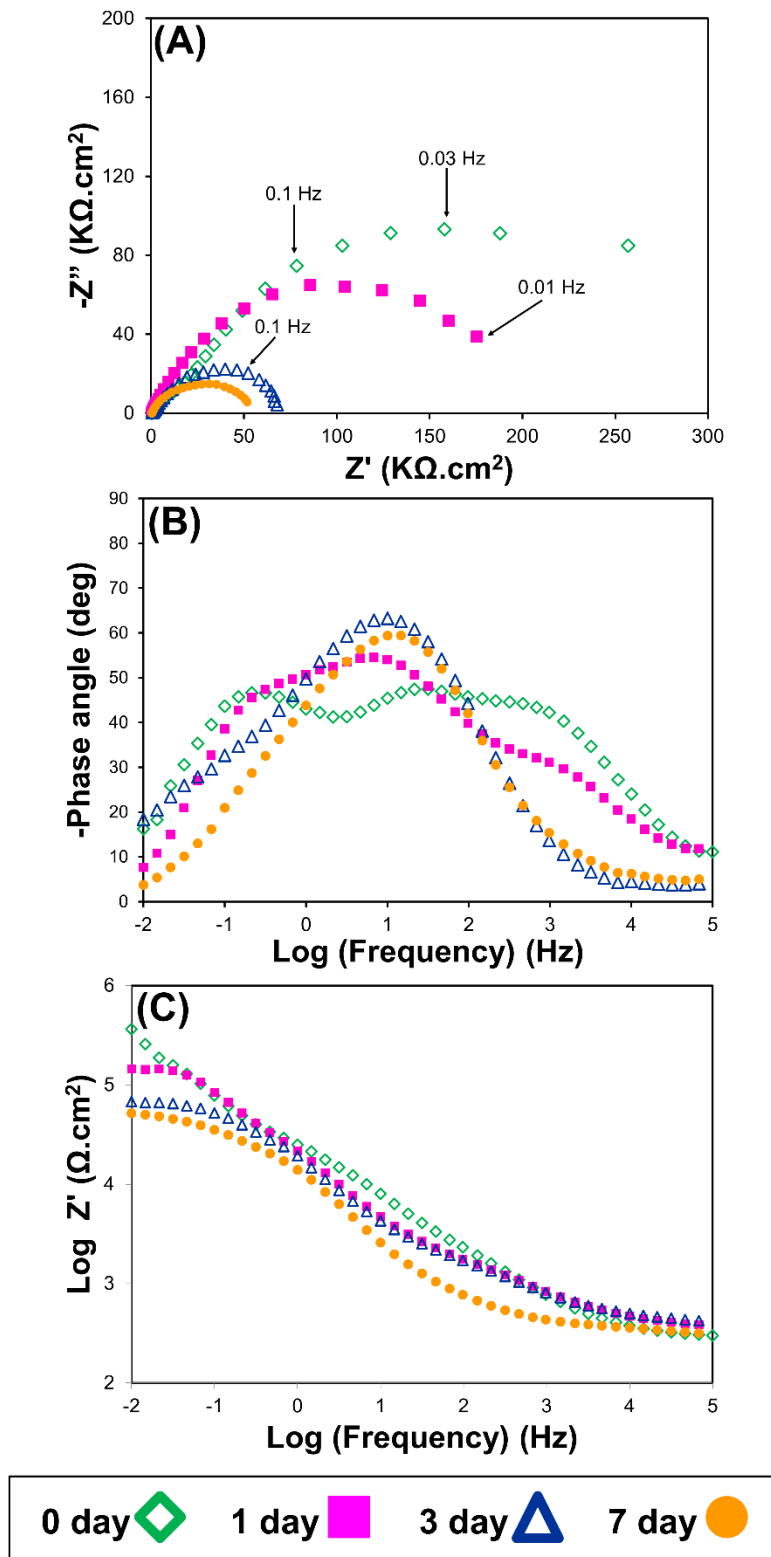 (A)
200
160
120
80
40
0
-Z” (KΩ.cm²)
0.03 Hz
0.1 Hz
0.01 Hz
0.1 Hz
0 50 100 150 200 250 300
Z' (KΩ.cm²)
(B)
90
80
70
60
50
40
30
20
10
0
-Phase angle (deg)
-2 -1 0 1 2 3 4 5
Log (Frequency) (Hz)
(C)
6
5
4
3
2
Log Z' (Ω.cm²)
-2 -1 0 1 2 3 4 5
Log (Frequency) (Hz)
0 day 1 day 3 day 7 day